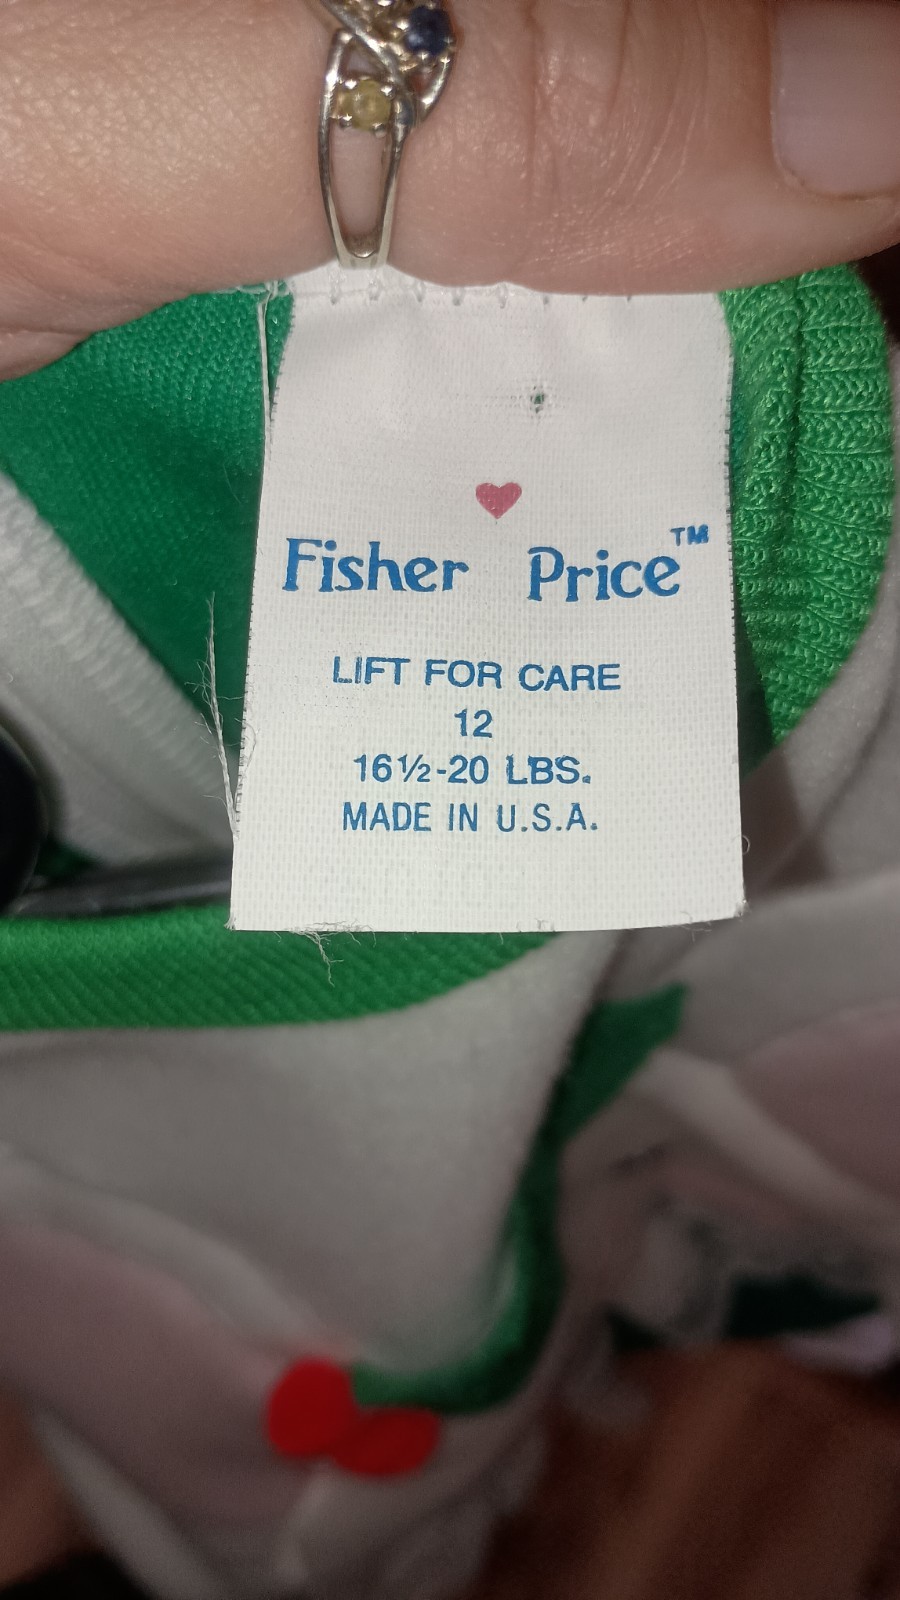 Fisher Price™
LIFT FOR CARE
12
16½-20 LBS.
MADE IN U.S.A.